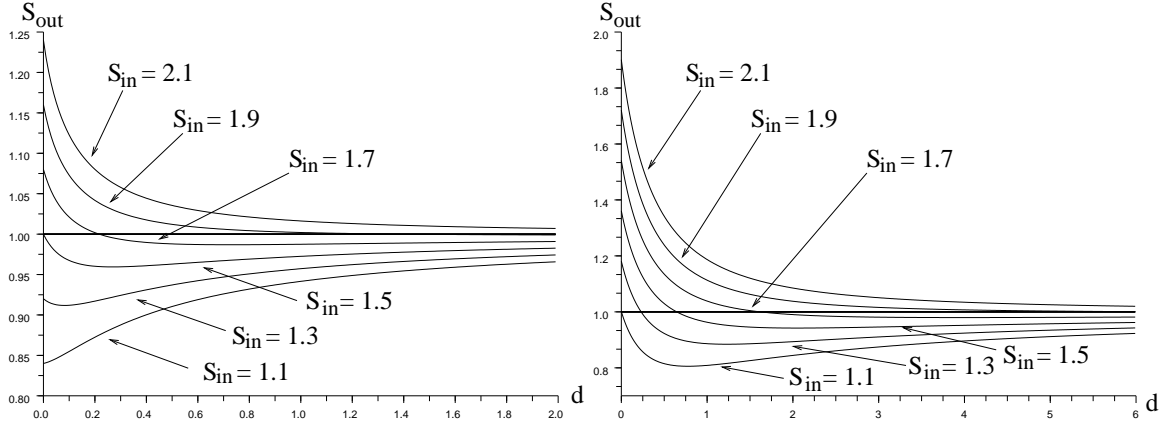 S_out
1.25
1.20
1.15
1.10
1.05
1.00
0.95
0.90
0.85
0.80
S_in = 2.1
S_in = 1.9
S_in = 1.7
S_in = 1.5
S_in = 1.3
S_in = 1.1
0.0 0.2 0.4 0.6 0.8 1.0 1.2 1.4 1.6 1.8 2.0 d
S_out
2.0
1.8
1.6
1.4
1.2
1.0
0.8
S_in = 2.1
S_in = 1.9
S_in = 1.7
S_in = 1.5
S_in = 1.3
S_in = 1.1
0 1 2 3 4 5 6 d